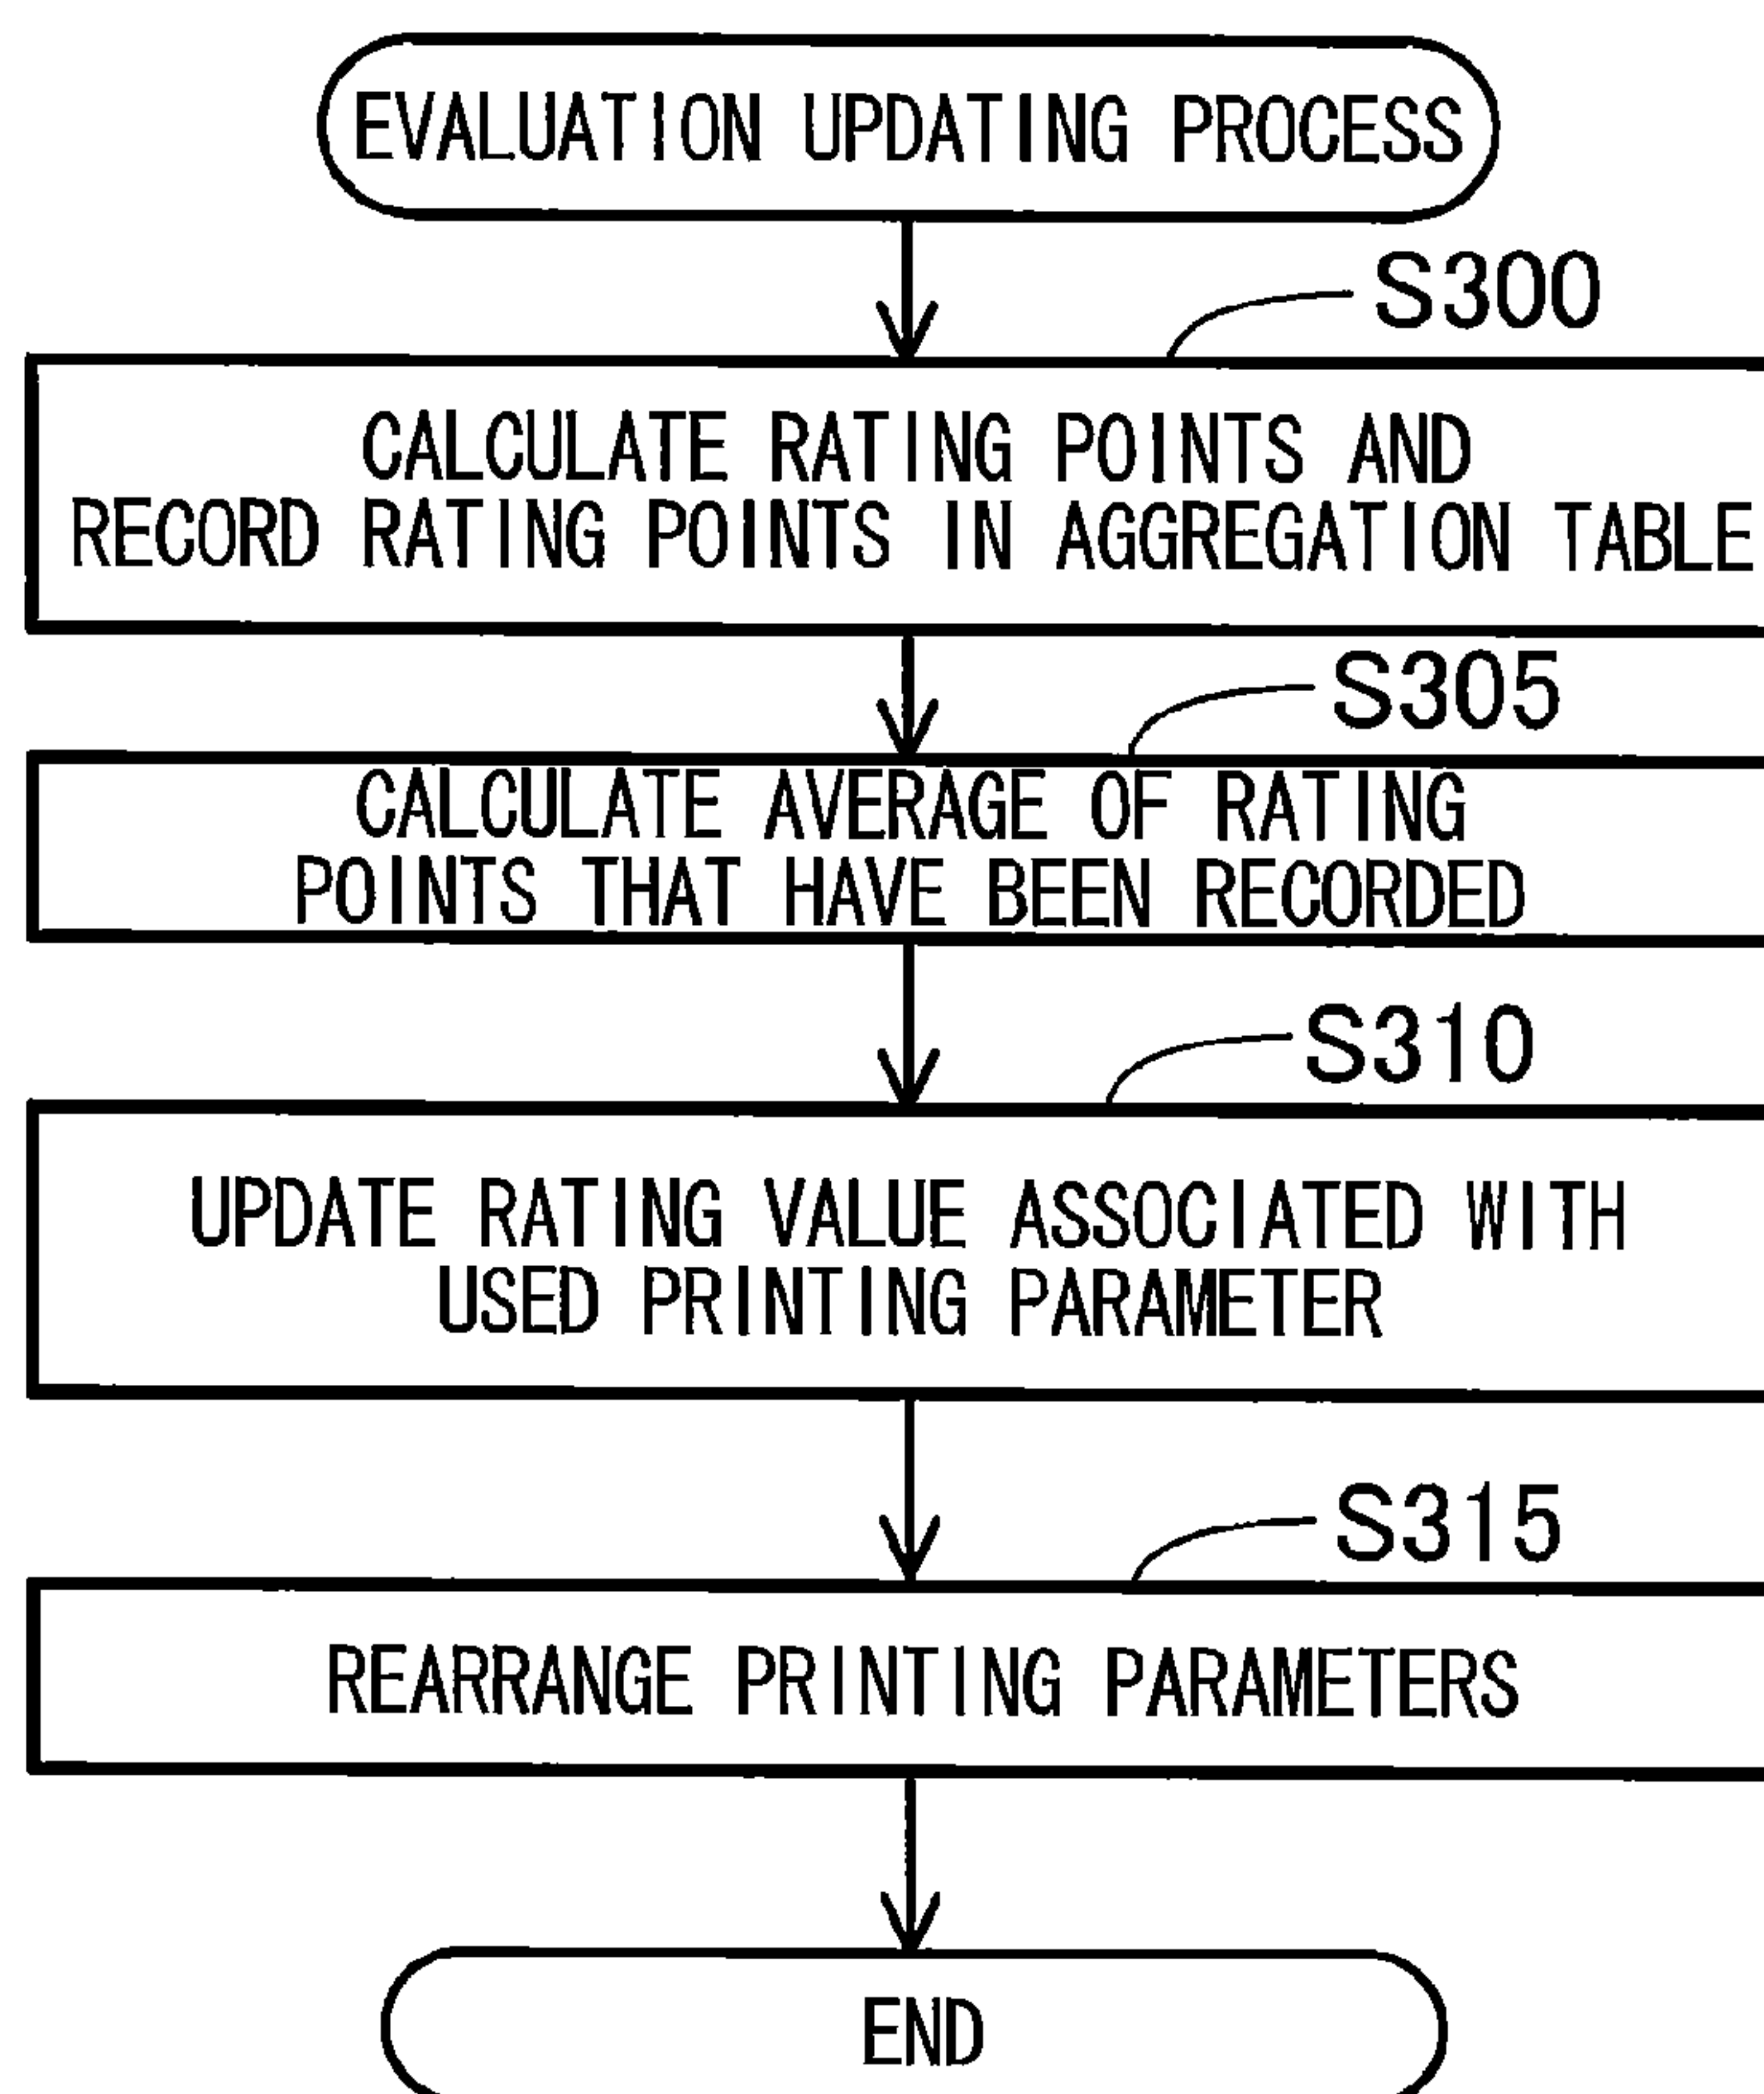 EVALUATION UPDATING PROCESS
S300
CALCULATE RATING POINTS AND
RECORD RATING POINTS IN AGGREGATION TABLE
S305
CALCULATE AVERAGE OF RATING
POINTS THAT HAVE BEEN RECORDED
S310
UPDATE RATING VALUE ASSOCIATED WITH
USED PRINTING PARAMETER
S315
REARRANGE PRINTING PARAMETERS
END